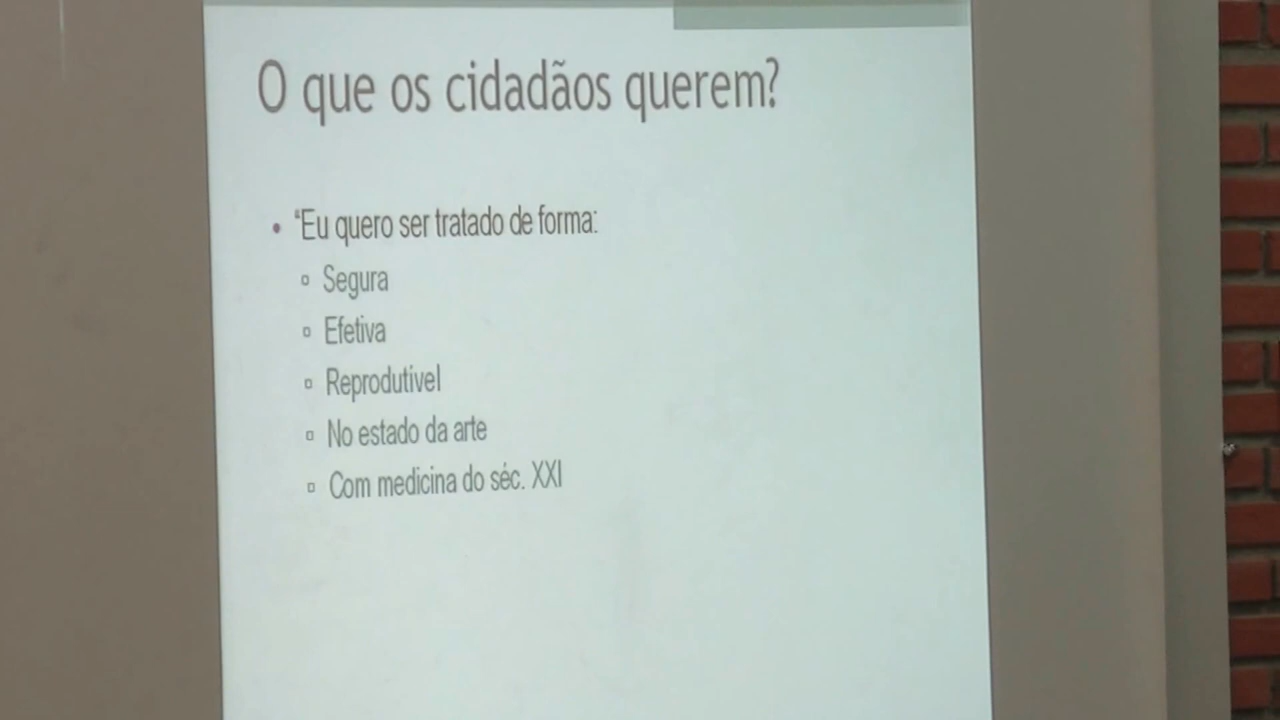 O que os cidadãos querem?
• “Eu quero ser tratado de forma:
Segura
Efetiva
Reprodutível
No estado da arte
Com medicina do séc. XXI